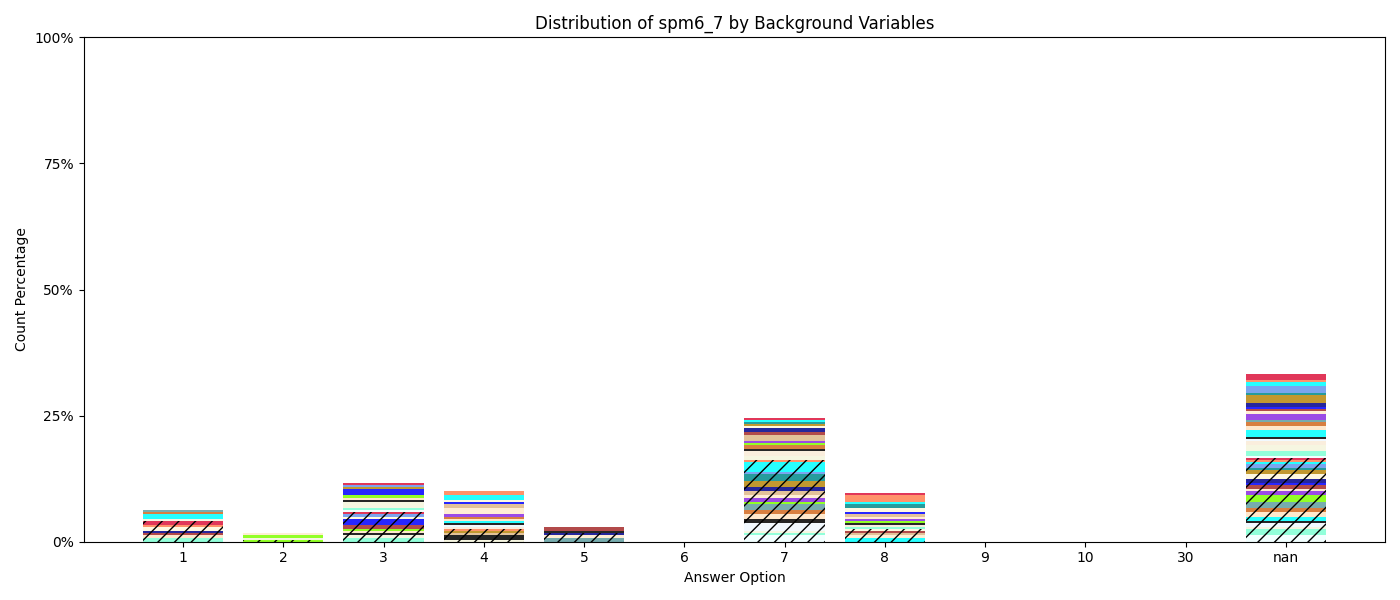 Distribution of spm6_7 by Background Variables
100%
75%
50%
25%
0%
Count Percentage
1 2 3 4 5 6 7 8 9 10 30 nan
Answer Option